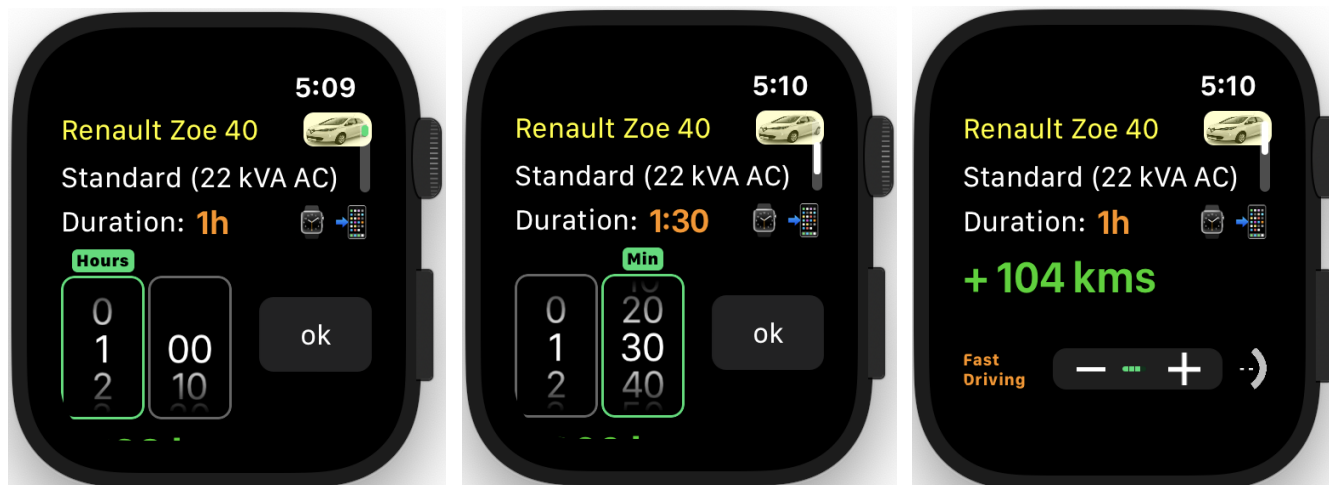 5:09
Renault Zoe 40
Standard (22 kVA AC)
Duration: 1h
Hours
0
1 00
2 10
ok
5:10
Renault Zoe 40
Standard (22 kVA AC)
Duration: 1:30
Min
10
0 20
1 30
2 40
50
ok
5:10
Renault Zoe 40
Standard (22 kVA AC)
Duration: 1h
+ 104 kms
Fast
Driving
− +